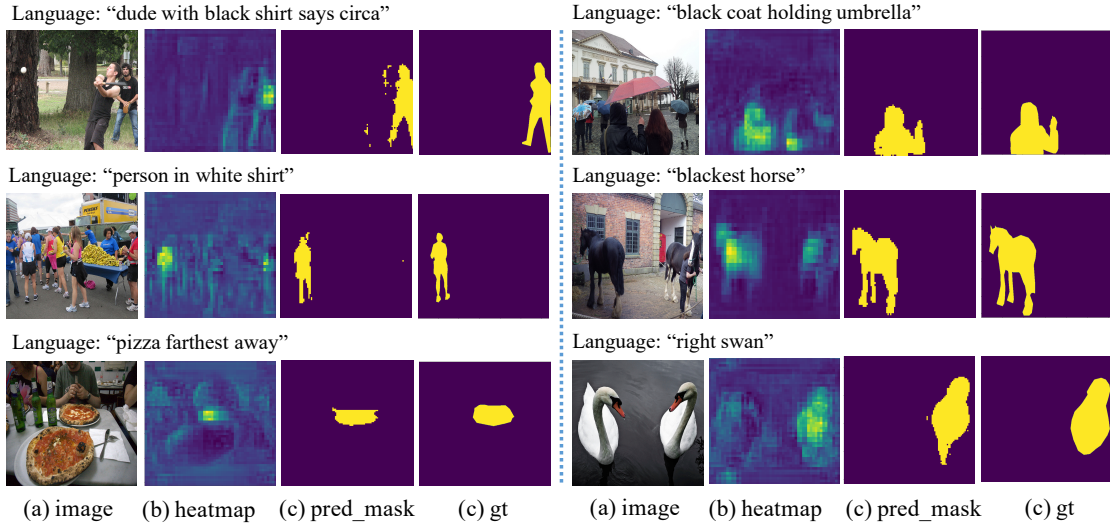 Language: “dude with black shirt says circa”
Language: “person in white shirt”
Language: “pizza farthest away”
(a) image (b) heatmap (c) pred_mask (c) gt
Language: “black coat holding umbrella”
Language: “blackest horse”
Language: “right swan”
(a) image (b) heatmap (c) pred_mask (c) gt